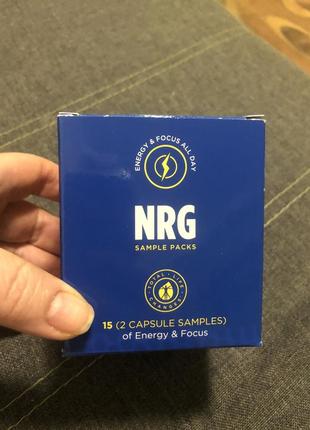 ENERGY & FOCUS ALL DAY
NRG
SAMPLE PACKS
TOTAL · LIFE · CHANGES
15 (2 CAPSULE SAMPLES)
of Energy & Focus